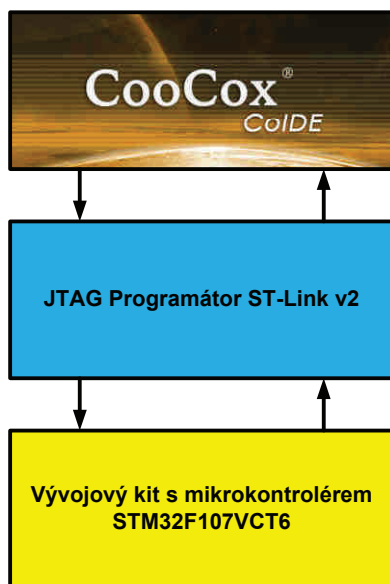 CooCox®
CoIDE
JTAG Programátor ST-Link v2
Vývojový kit s mikrokontrolérem
STM32F107VCT6